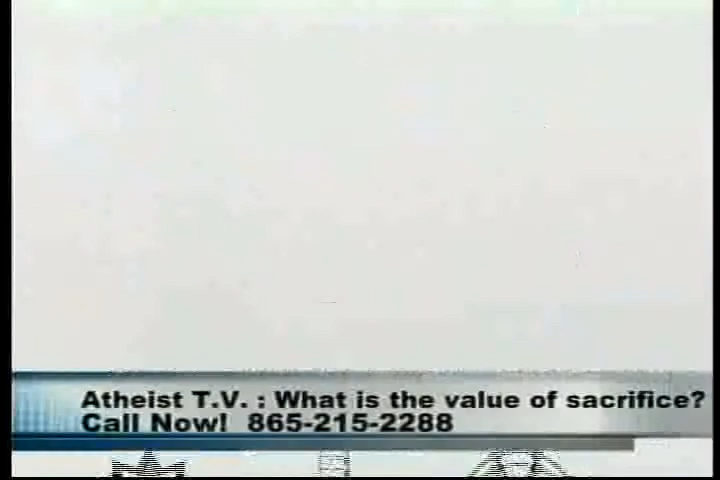 Atheist T.V. : What is the value of sacrifice?
Call Now!  865-215-2288